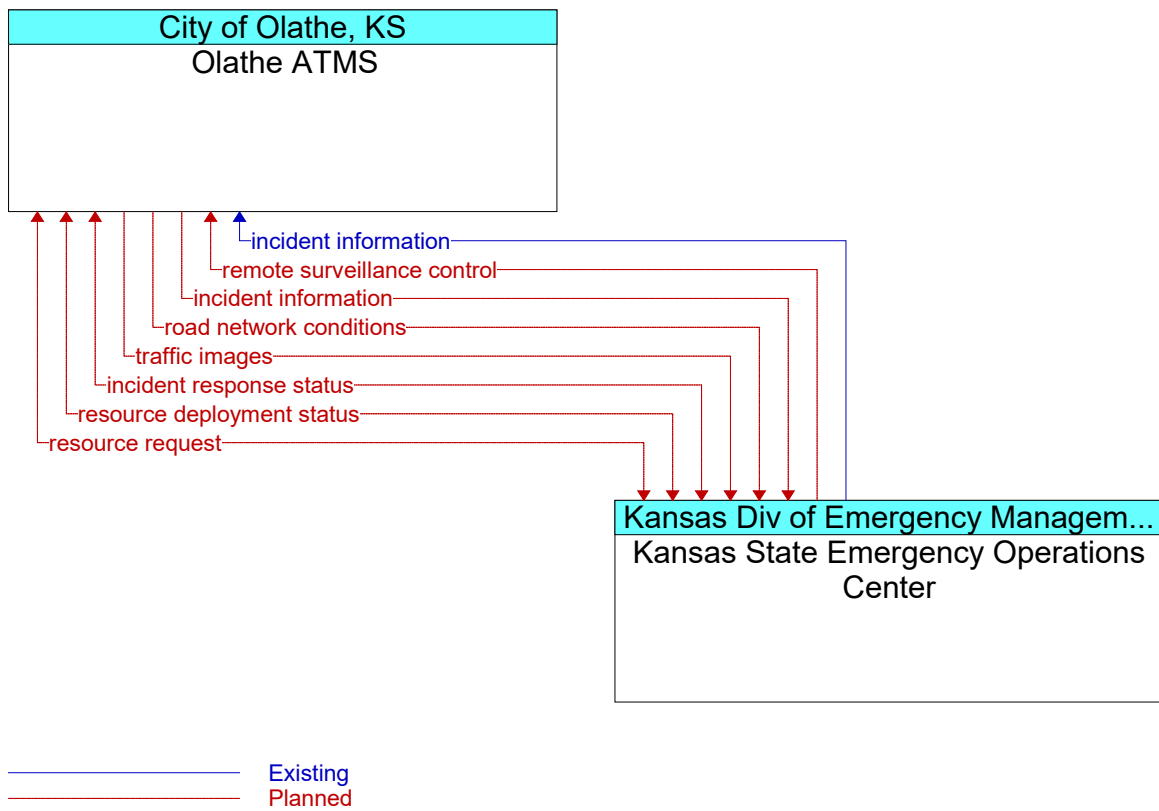 City of Olathe, KS
Olathe ATMS
incident information
remote surveillance control
incident information
road network conditions
traffic images
incident response status
resource deployment status
resource request
Kansas Div of Emergency Managem...
Kansas State Emergency Operations
Center
Existing
Planned